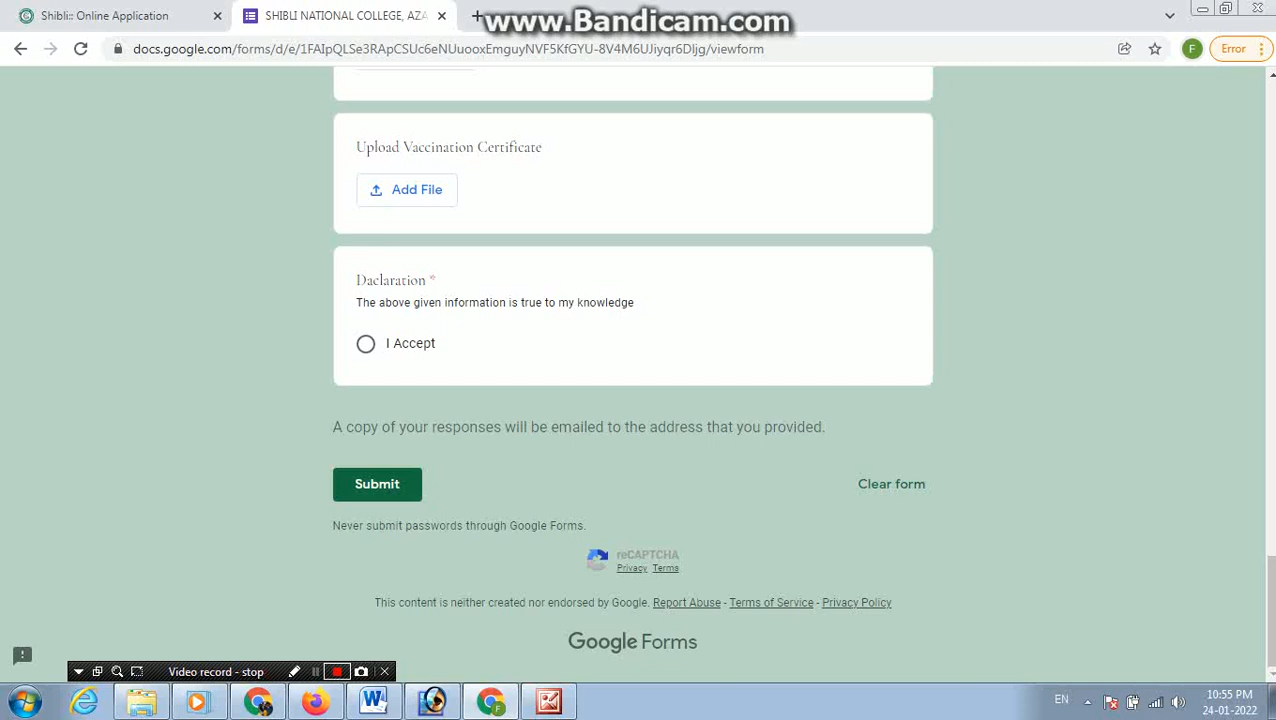 www.Bandicam.com
Shibli:: Online Application
SHIBLI NATIONAL COLLEGE, AZA
docs.google.com/forms/d/e/1FAIpQLSe3RApCSUc6eNUuooxEmguyNVF5KfGYU-8V4M6UJiyqr6Dljg/viewform
F
Error
Upload Vaccination Certificate
Add File
Daclaration *
The above given information is true to my knowledge
I Accept
A copy of your responses will be emailed to the address that you provided.
Submit
Clear form
Never submit passwords through Google Forms.
reCAPTCHA
Privacy Terms
This content is neither created nor endorsed by Google. Report Abuse - Terms of Service - Privacy Policy
Google Forms
Video record - stop
EN
10:55 PM
24-01-2022